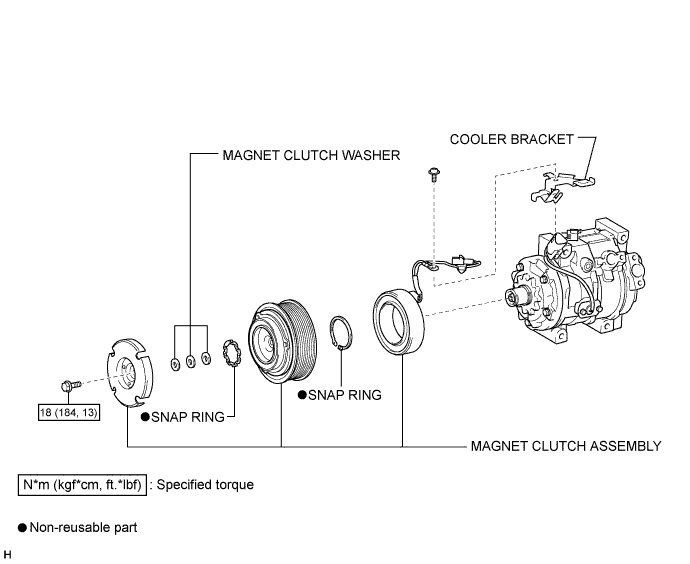 COOLER BRACKET
MAGNET CLUTCH WASHER
●SNAP RING
18 (184, 13)
●SNAP RING
MAGNET CLUTCH ASSEMBLY
N*m (kgf*cm, ft.*lbf) : Specified torque
● Non-reusable part
H